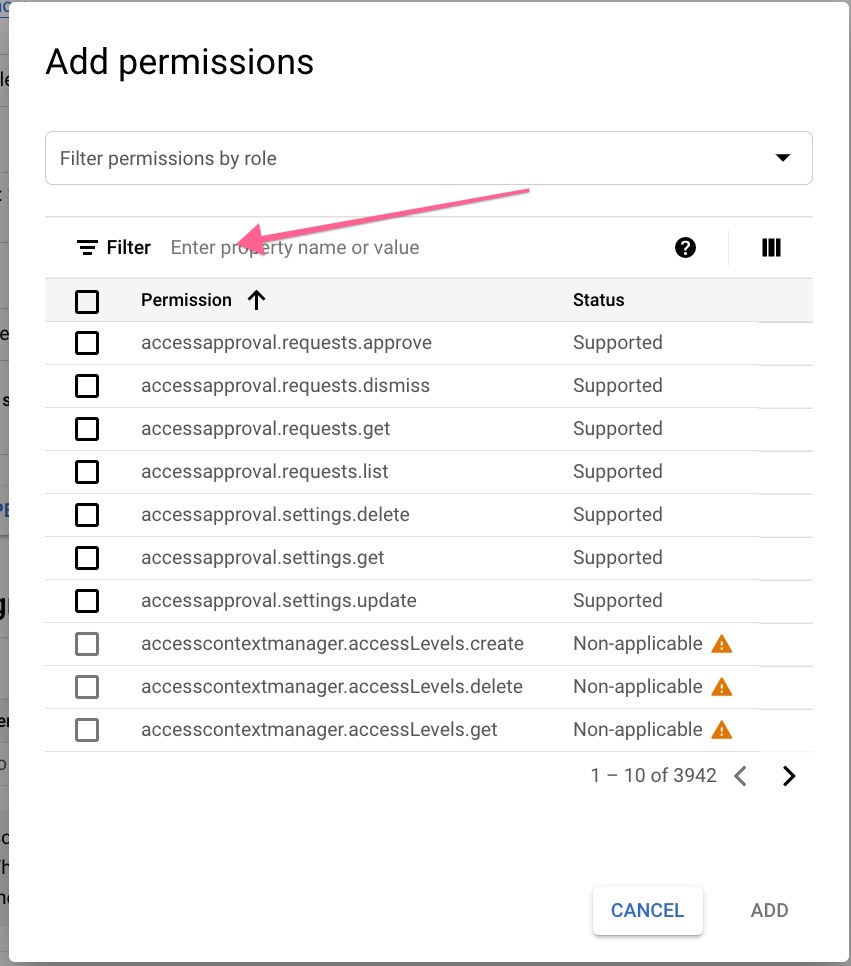 Add permissions
Filter permissions by role
Filter Enter property name or value
Permission Status
accessapproval.requests.approve Supported
accessapproval.requests.dismiss Supported
accessapproval.requests.get Supported
accessapproval.requests.list Supported
accessapproval.settings.delete Supported
accessapproval.settings.get Supported
accessapproval.settings.update Supported
accesscontextmanager.accessLevels.create Non-applicable
accesscontextmanager.accessLevels.delete Non-applicable
accesscontextmanager.accessLevels.get Non-applicable
1 – 10 of 3942
CANCEL ADD